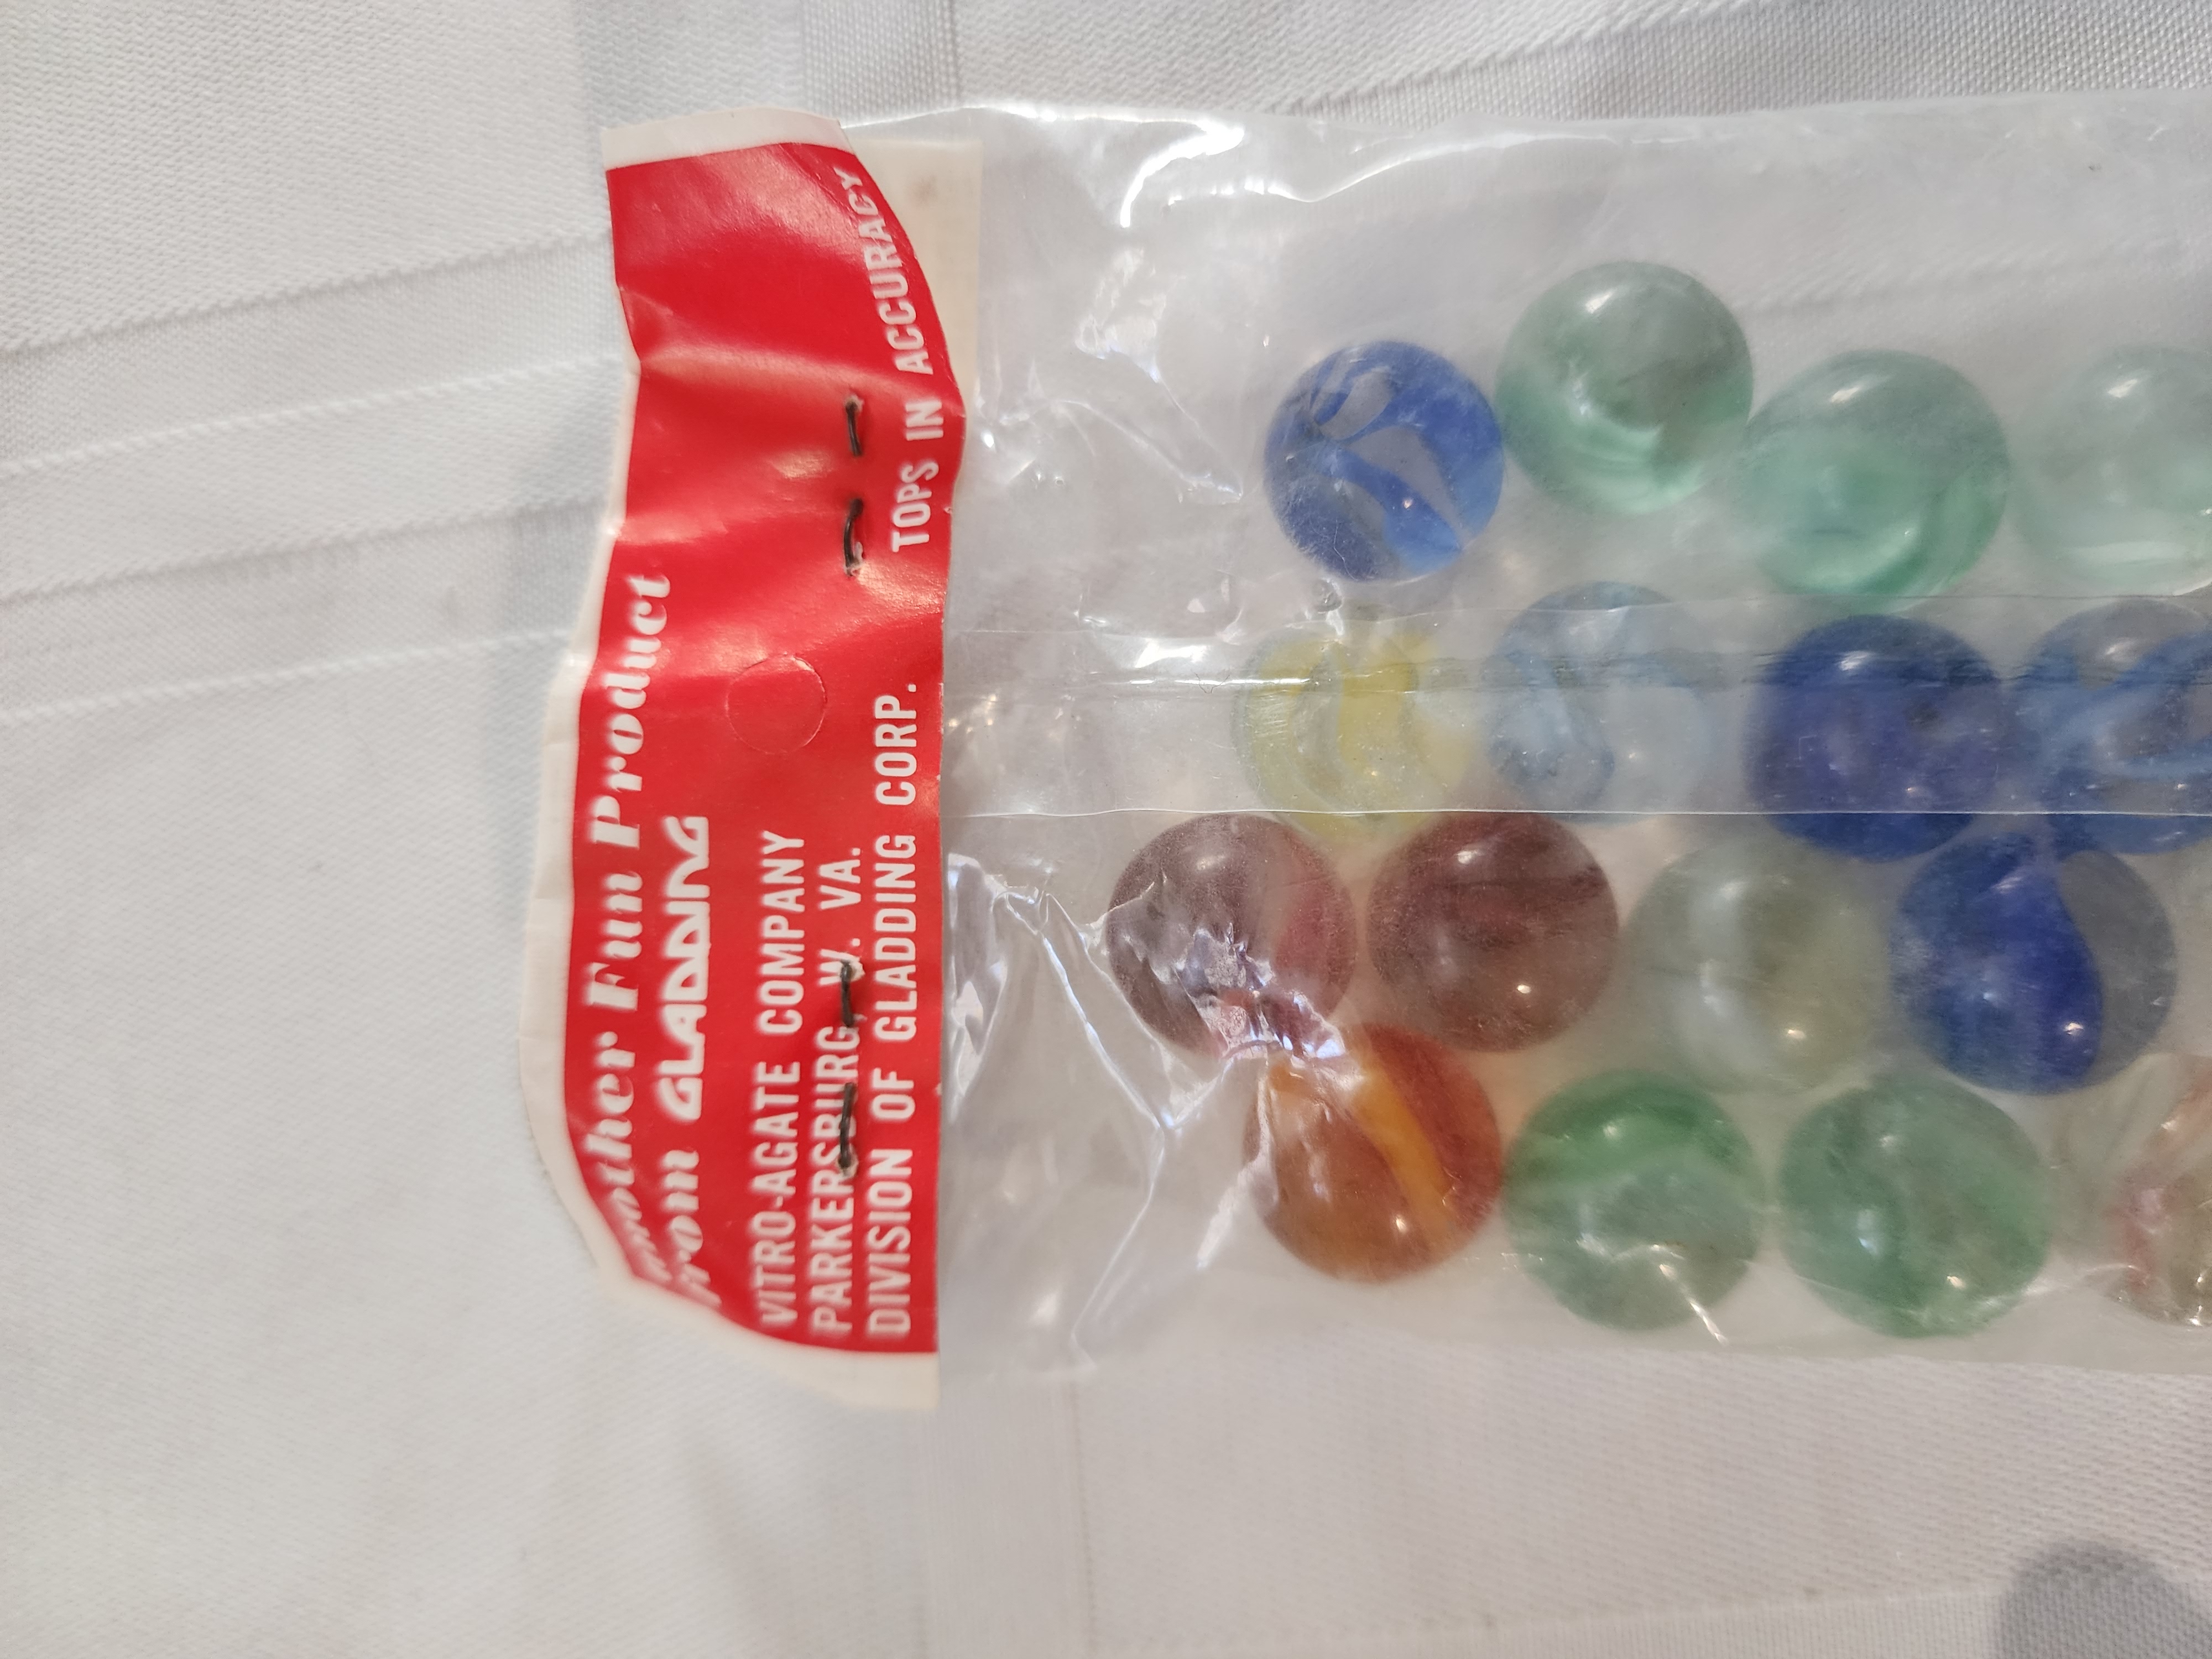 Another Fun Product
from GLADDING
VITRO-AGATE COMPANY
PARKERSBURG, W. VA.
DIVISION OF GLADDING CORP.
TOPS IN ACCURACY